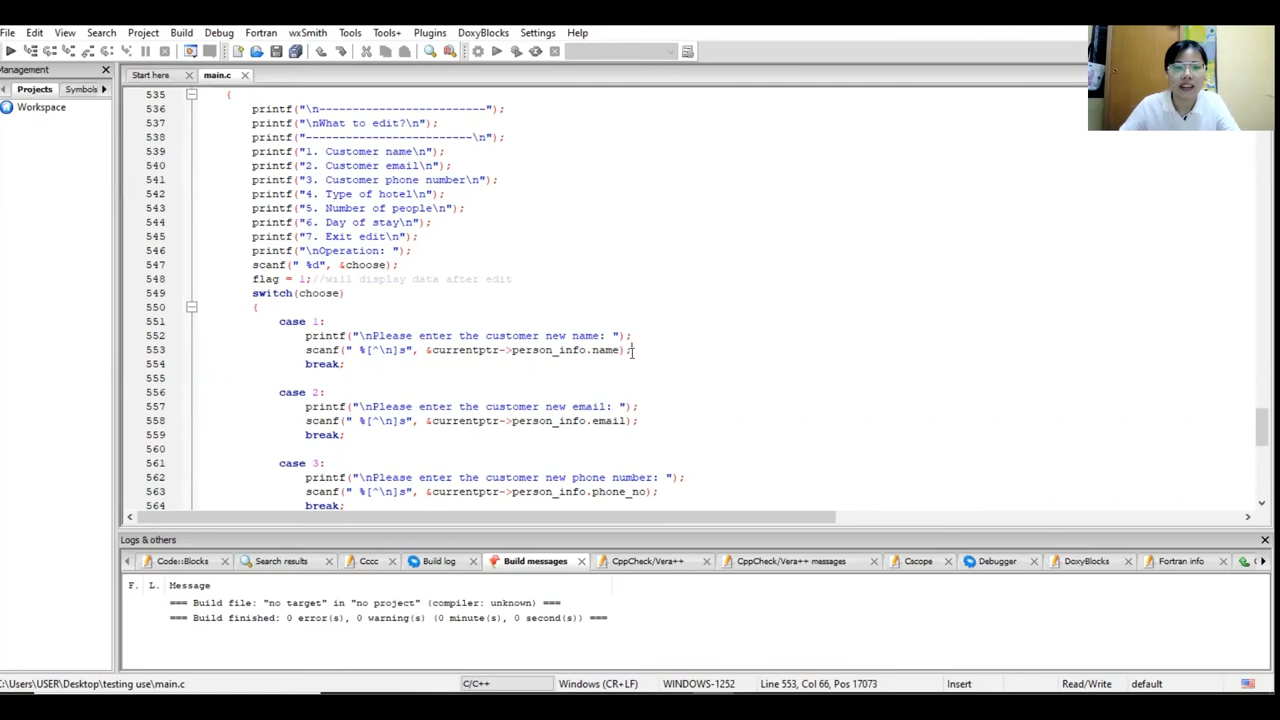 File Edit View Search Project Build Debug Fortran wxSmith Tools Tools+ Plugins DoxyBlocks Settings Help
Management
Start here
main.c
Projects Symbols
Workspace
535 {
536 printf("\n-------------------------");
537 printf("\nWhat to edit?\n");
538 printf("-------------------------\n");
539 printf("1. Customer name\n");
540 printf("2. Customer email\n");
541 printf("3. Customer phone number\n");
542 printf("4. Type of hotel\n");
543 printf("5. Number of people\n");
544 printf("6. Day of stay\n");
545 printf("7. Exit edit\n");
546 printf("\nOperation: ");
547 scanf(" %d", &choose);
548 flag = 1;//will display data after edit
549 switch(choose)
550 {
551 case 1:
552 printf("\nPlease enter the customer new name: ");
553 scanf(" %[^\n]s", &currentptr->person_info.name);
554 break;
555
556 case 2:
557 printf("\nPlease enter the customer new email: ");
558 scanf(" %[^\n]s", &currentptr->person_info.email);
559 break;
560
561 case 3:
562 printf("\nPlease enter the customer new phone number: ");
563 scanf(" %[^\n]s", &currentptr->person_info.phone_no);
564 break;
Logs & others
Code::Blocks Search results Cccc Build log Build messages CppCheck/Vera++ CppCheck/Vera++ messages Cscope Debugger DoxyBlocks Fortran info
F. L. Message
=== Build file: "no target" in "no project" (compiler: unknown) ===
=== Build finished: 0 error(s), 0 warning(s) (0 minute(s), 0 second(s)) ===
C:\Users\USER\Desktop\testing use\main.c C/C++ Windows (CR+LF) WINDOWS-1252 Line 553, Col 66, Pos 17073 Insert Read/Write default